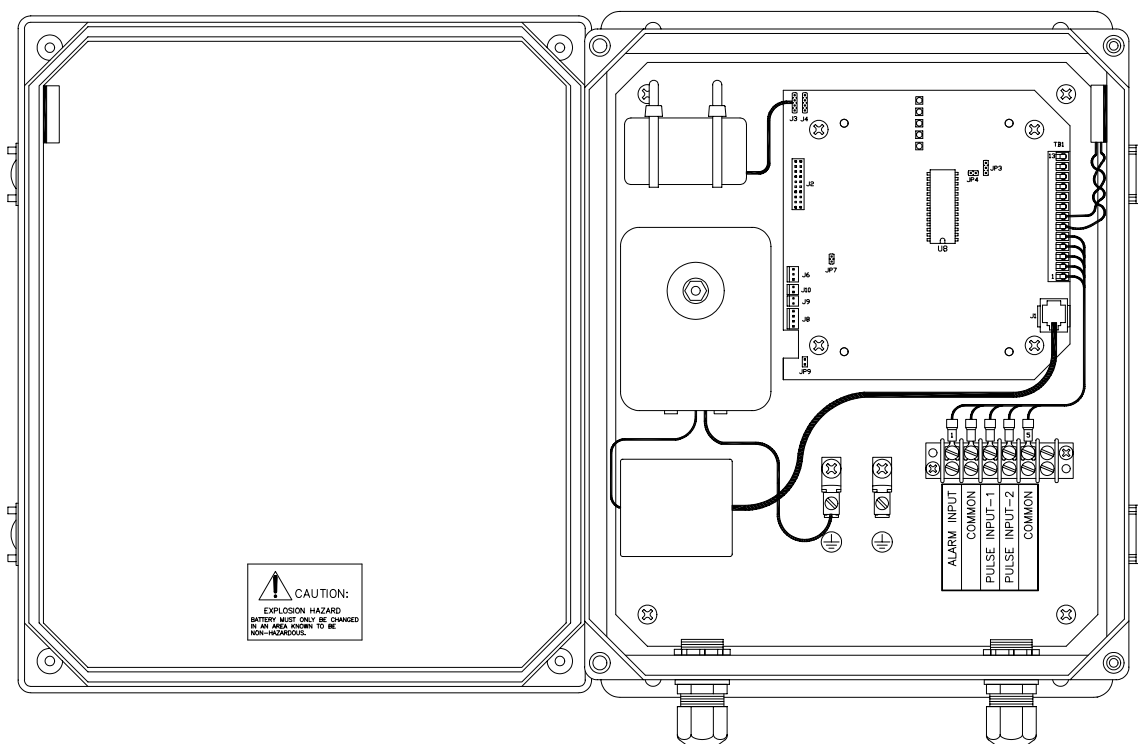 J3 J4
TB1
13
JP3
JP4
J2
U8
JP7
J6
J10
J9
J8
1
J1
JP9
1
5
ALARM INPUT
COMMON
PULSE INPUT-1
PULSE INPUT-2
COMMON
CAUTION:
EXPLOSION HAZARD
BATTERY MUST ONLY BE CHANGED
IN AN AREA KNOWN TO BE
NON-HAZARDOUS.